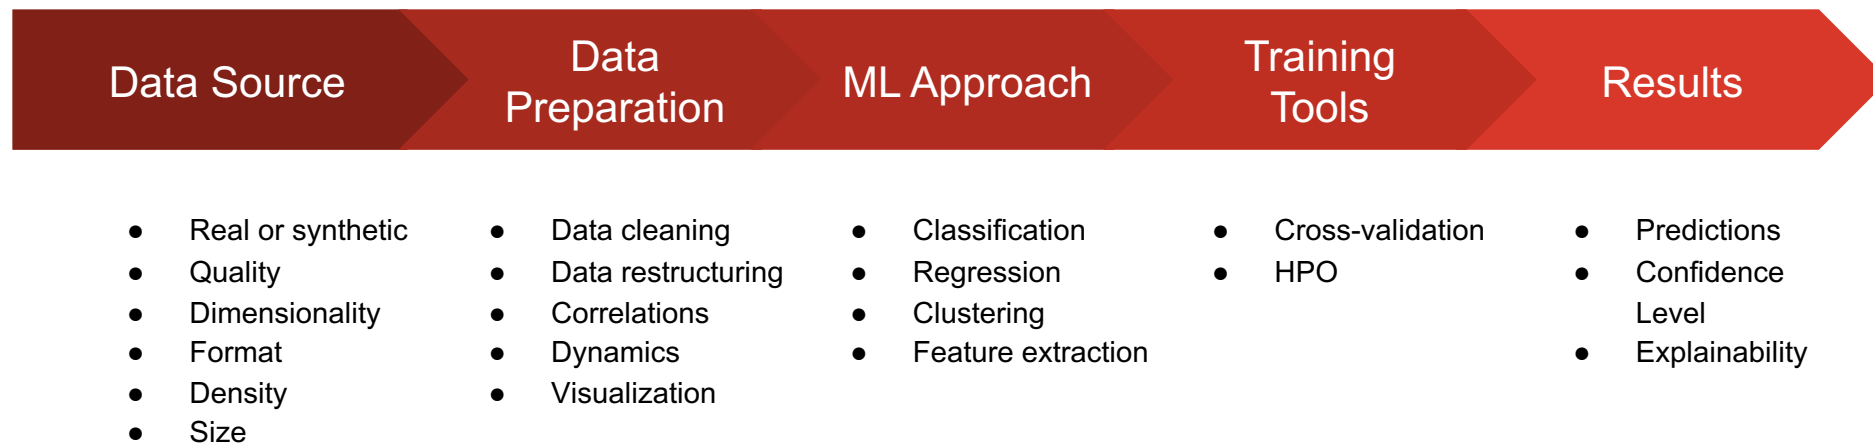 Data Source
Data
Preparation
ML Approach
Training
Tools
Results
● Real or synthetic
● Quality
● Dimensionality
● Format
● Density
● Size
● Data cleaning
● Data restructuring
● Correlations
● Dynamics
● Visualization
● Classification
● Regression
● Clustering
● Feature extraction
● Cross-validation
● HPO
● Predictions
● Confidence
Level
● Explainability